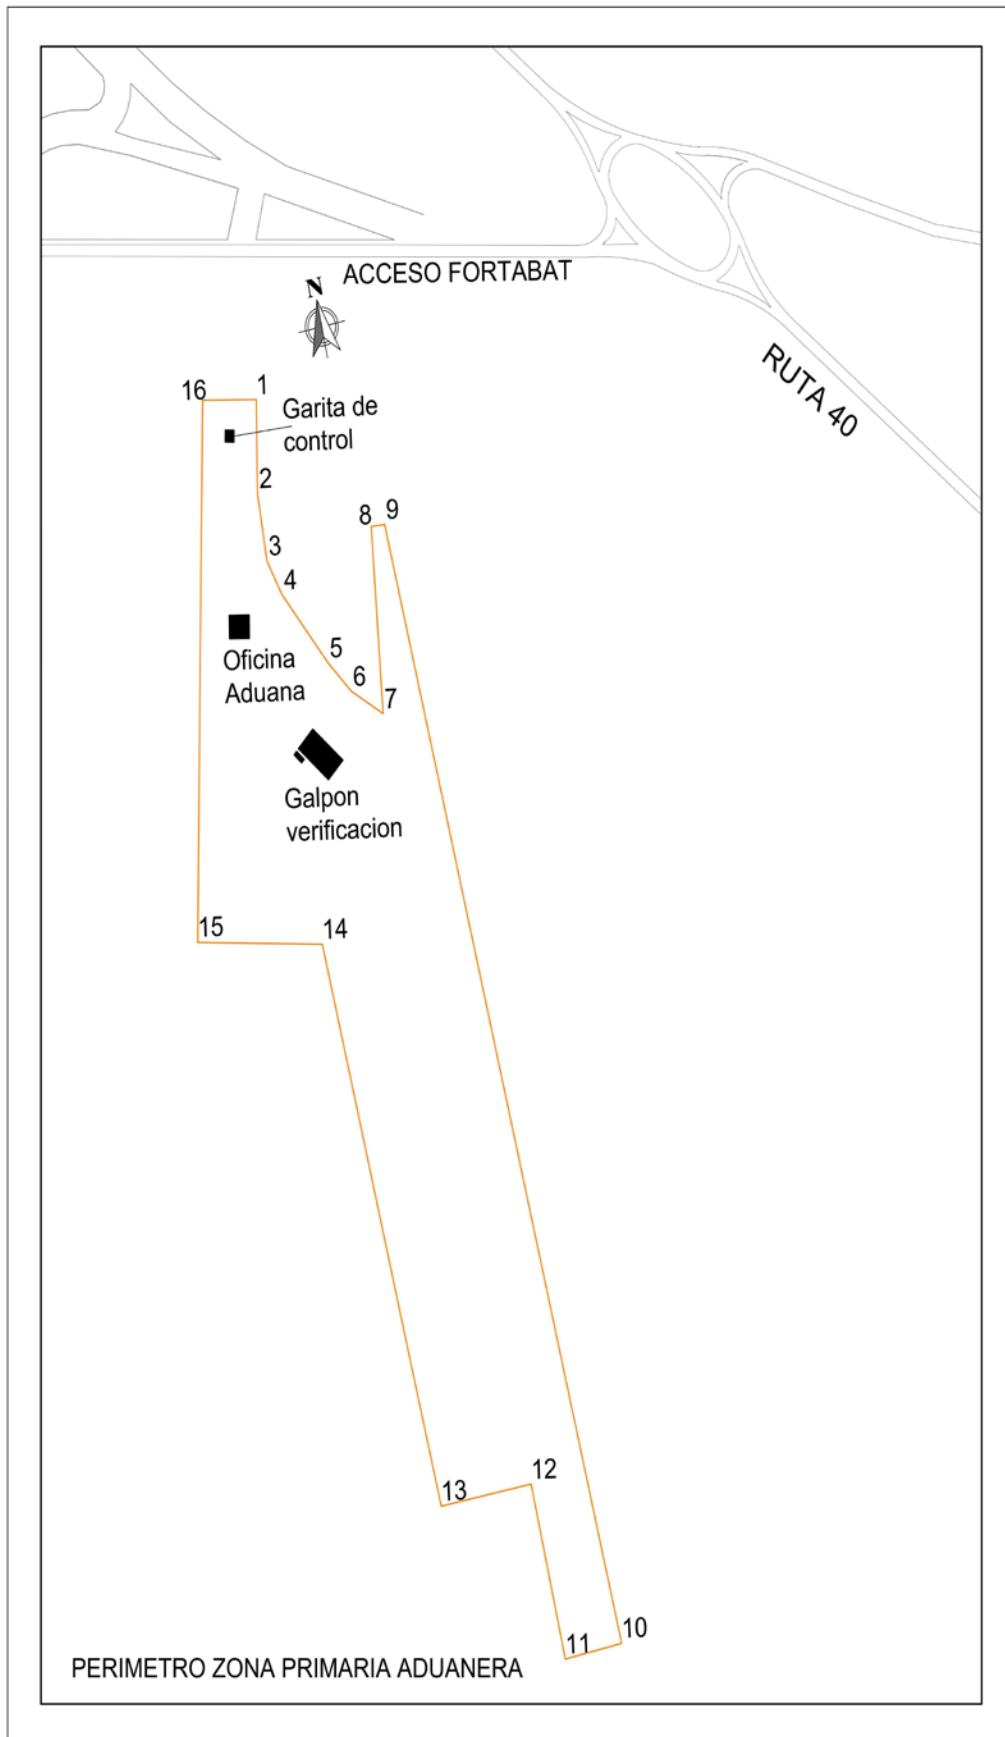 ACCESO FORTABAT
N
RUTA 40
16
1
Garita de
control
2
8
9
3
4
5
Oficina
Aduana
6
7
Galpon
verificacion
15
14
12
13
10
11
PERIMETRO ZONA PRIMARIA ADUANERA